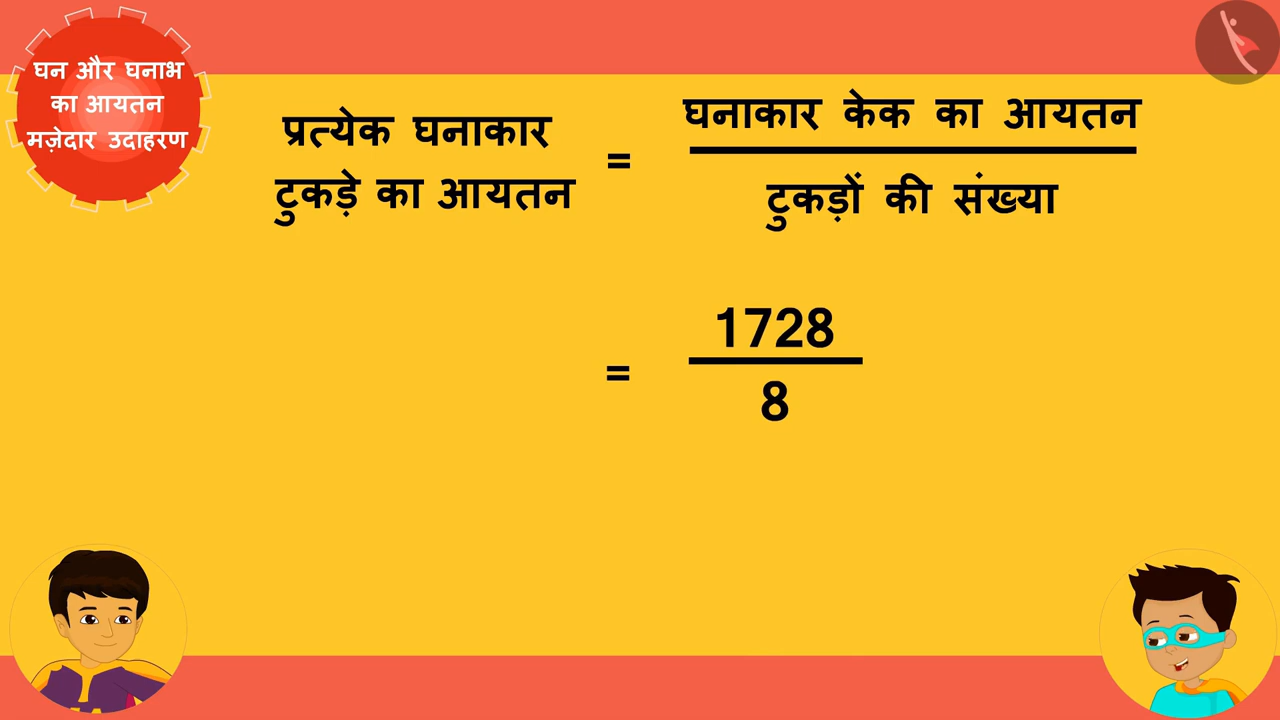 घन और घनाभ
का आयतन
मज़ेदार उदाहरण
प्रत्येक घनाकार
टुकड़े का आयतन
=
घनाकार केक का आयतन
टुकड़ों की संख्या
=
1728
8